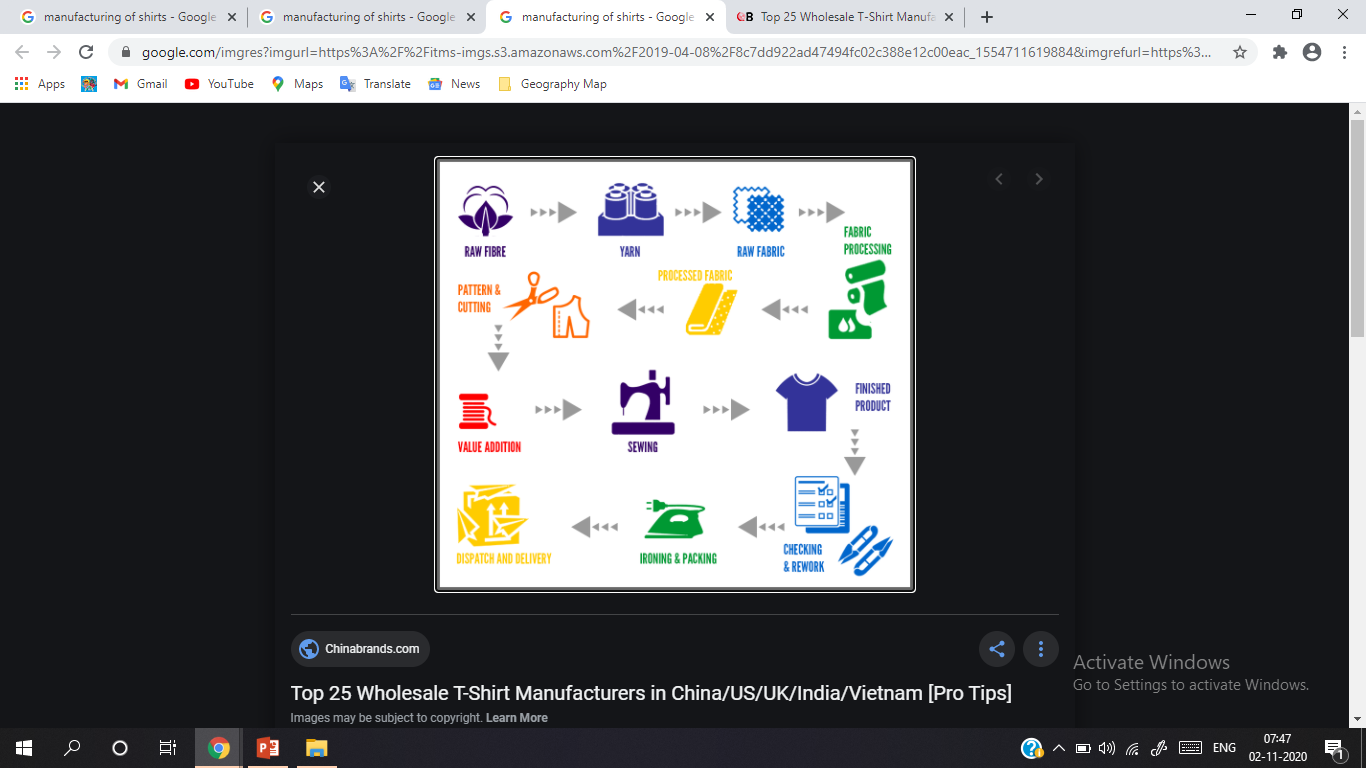 manufacturing of shirts - Google
manufacturing of shirts - Google
manufacturing of shirts - Google
Top 25 Wholesale T-Shirt Manufa
google.com/imgres?imgurl=https%3A%2F%2Fitms-imgs.s3.amazonaws.com%2F2019-04-08%2F8c7dd922ad47494fc02c388e12c00eac_15547116198848&imgrefurl=https%3...
Apps
Gmail
YouTube
Maps
Translate
News
Geography Map
RAW FIBRE
YARN
RAW FABRIC
FABRIC
PROCESSING
PROCESSED FABRIC
PATTERN &
CUTTING
VALUE ADDITION
SEWING
FINISHED
PRODUCT
CHECKING
& REWORK
IRONING & PACKING
DISPATCH AND DELIVERY
Chinabrands.com
Top 25 Wholesale T-Shirt Manufacturers in China/US/UK/India/Vietnam [Pro Tips]
Images may be subject to copyright. Learn More
Activate Windows
Go to Settings to activate Windows.
ENG
07:47
02-11-2020
1